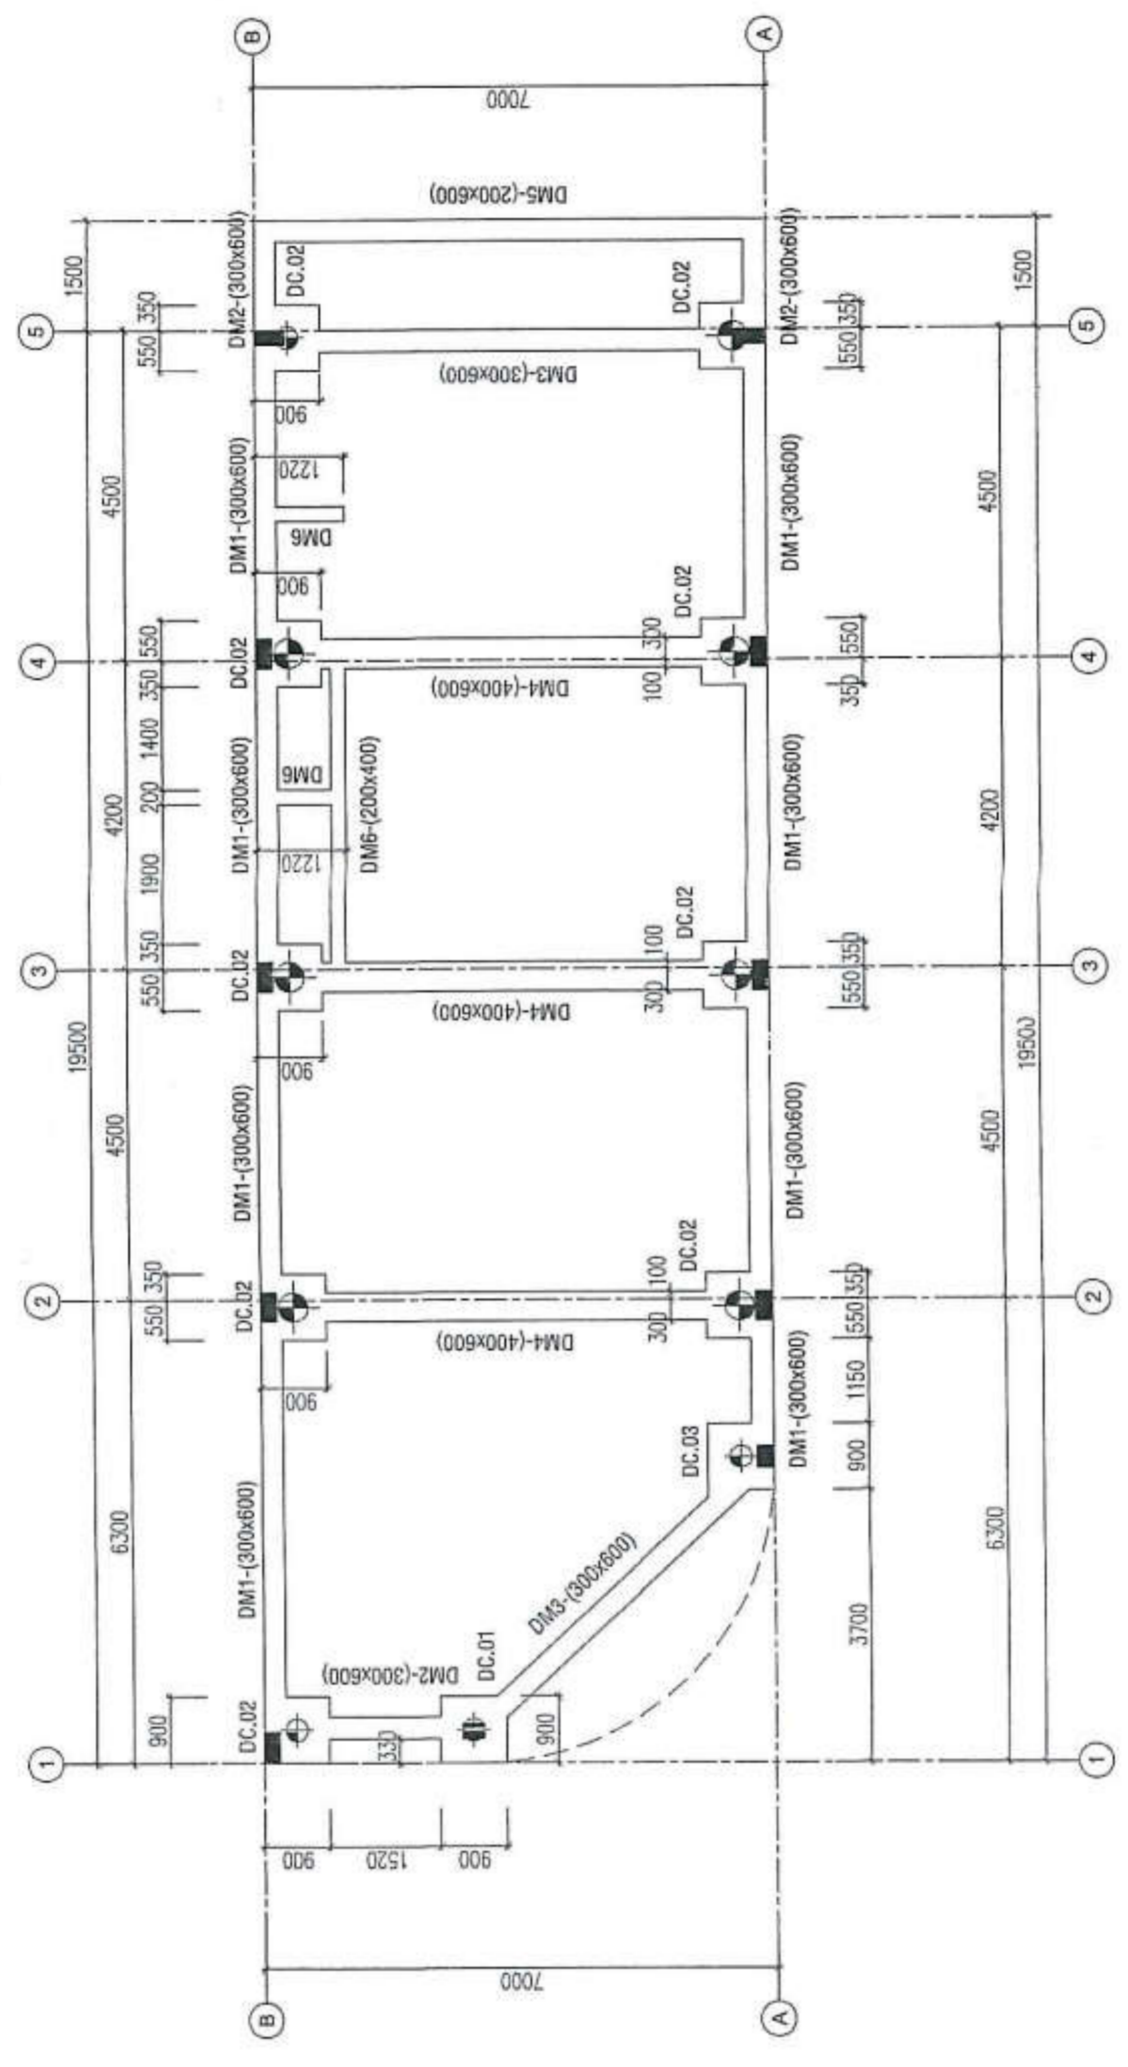 B
A
7000
DM5-(200x600)
1500
DM2-(300x600)
DC.02
DC.02
DM2-(300x600)
1500
5
350
550
DM3-(300x600)
350
550
5
900
4500
DM1-(300x600)
1220
DM6
DM1-(300x600)
4500
900
DC.02
4
550
350
DC.02
300
100
DM4-(400x600)
550
350
4
1400
200
1900
4200
DM1-(300x600)
DM6
1220
DM6-(200x400)
DM1-(300x600)
4200
DC.02
3
350
550
DC.02
100
300
DM4-(400x600)
350
550
3
19500
900
19500
4500
DM1-(300x600)
DM1-(300x600)
4500
DC.02
2
350
550
DC.02
100
300
DM4-(400x600)
350
550
2
900
1150
DM1-(300x600)
DC.03
900
6300
DM1-(300x600)
DM3-(300x600)
3700
6300
DM2-(300x600)
DC.01
900
DC.02
330
900
1
1
900
1520
900
7000
B
A